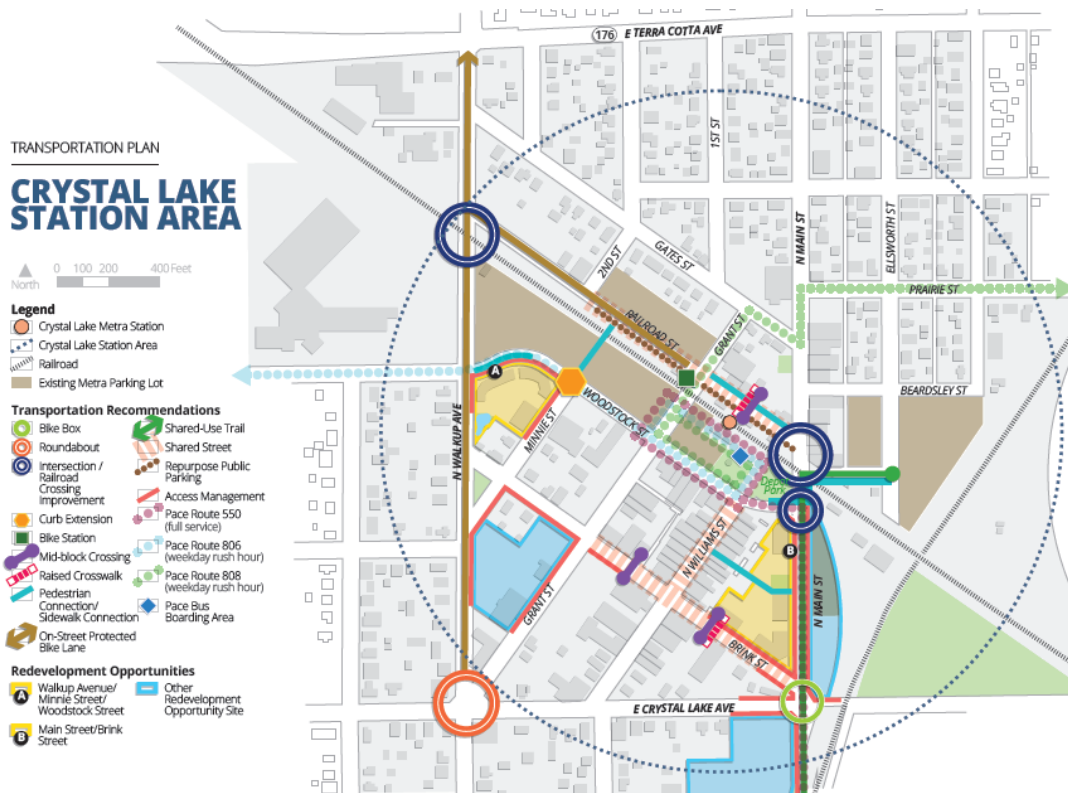 TRANSPORTATION PLAN
CRYSTAL LAKE
STATION AREA
North
0 100 200 400 Feet
Legend
Crystal Lake Metra Station
Crystal Lake Station Area
Railroad
Existing Metra Parking Lot
Transportation Recommendations
Bike Box
Roundabout
Intersection /
Railroad
Crossing
Improvement
Curb Extension
Bike Station
Mid-block Crossing
Raised Crosswalk
Pedestrian
Connection/
Sidewalk Connection
On-Street Protected
Bike Lane
Shared-Use Trail
Shared Street
Repurpose Public
Parking
Access Management
Pace Route 550
(full service)
Pace Route 806
(weekday rush hour)
Pace Route 808
(weekday rush hour)
Pace Bus
Boarding Area
Redevelopment Opportunities
A
Walkup Avenue/
Minnie Street/
Woodstock Street
B
Main Street/Brink
Street
Other
Redevelopment
Opportunity Site
176 E TERRA COTTA AVE
1ST ST
N MAIN ST
ELLSWORTH ST
2ND ST
GATES ST
PRAIRIE ST
RAILROAD ST
GRANT ST
BEARDSLEY ST
A
WOODSTOCK ST
MINNIE ST
N WALKUP AVE
Depot
Park
B
N WILLIAMS ST
N MAIN ST
GRANT ST
BRINK ST
E CRYSTAL LAKE AVE